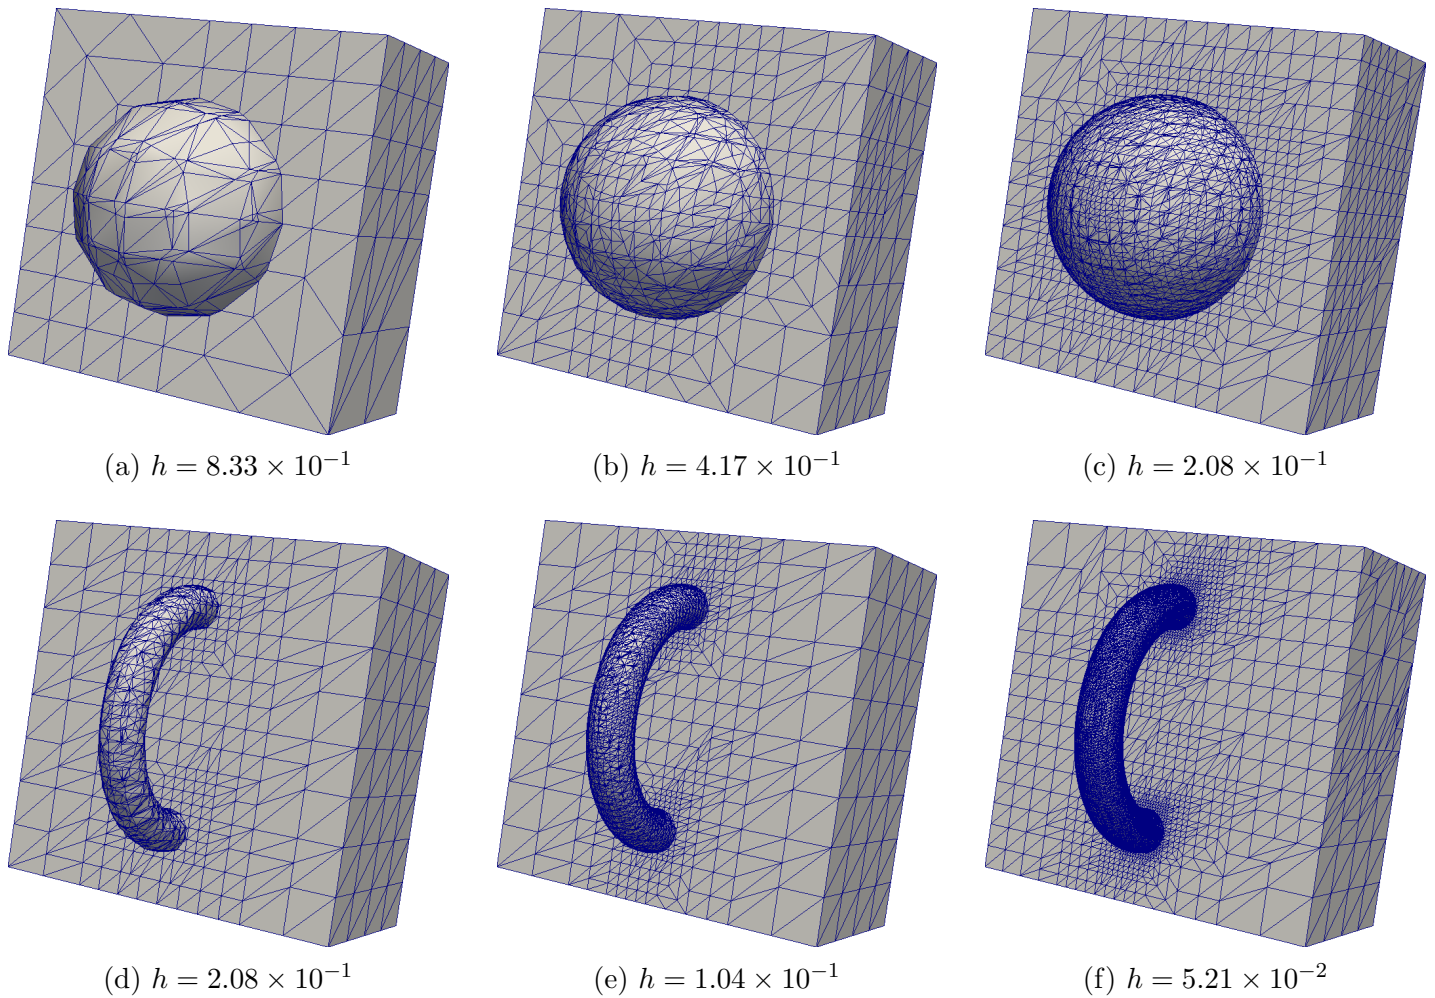 (a) h = 8.33 × 10⁻¹
(b) h = 4.17 × 10⁻¹
(c) h = 2.08 × 10⁻¹
(d) h = 2.08 × 10⁻¹
(e) h = 1.04 × 10⁻¹
(f) h = 5.21 × 10⁻²